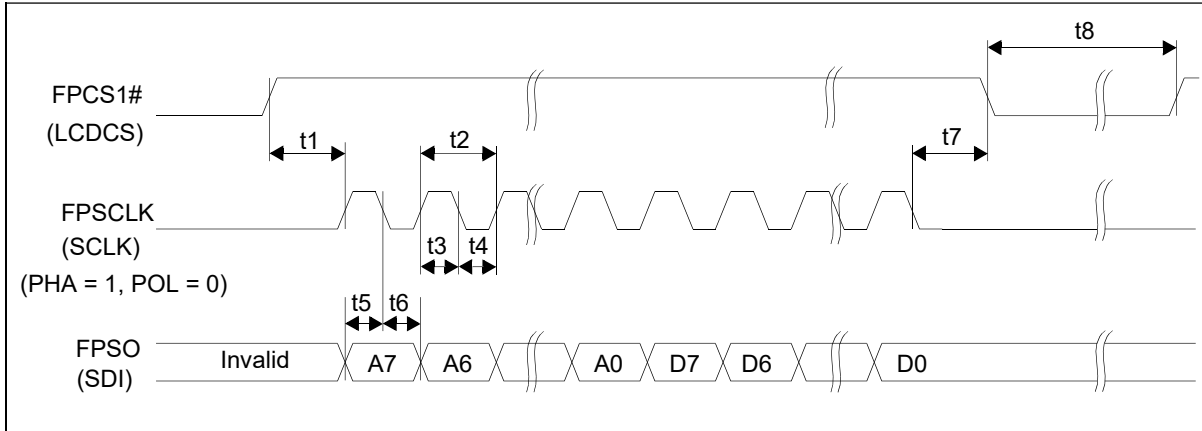 t8
FPCS1#
(LCDCS)
t1
t2
t7
FPSCLK
(SCLK)
(PHA = 1, POL = 0)
t3
t4
t5
t6
FPSO
(SDI)
Invalid
A7
A6
A0
D7
D6
D0